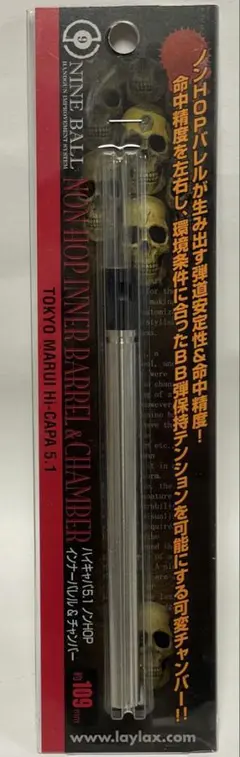 9
NINE BALL
HANDGUN IMPROVEMENT SYSTEM
NON HOP INNER BARREL & CHAMBER
TOKYO MARUI Hi-CAPA 5.1
ハイキャパ5.1 ノンHOP
インナーバレル & チャンバー
約109mm
ノンHOPバレルが生み出す弾道安定性&命中精度!
命中精度を左右し、環境条件に合ったBB弾保持テンションを可能にする可変チャンバー!!
www.laylax.com